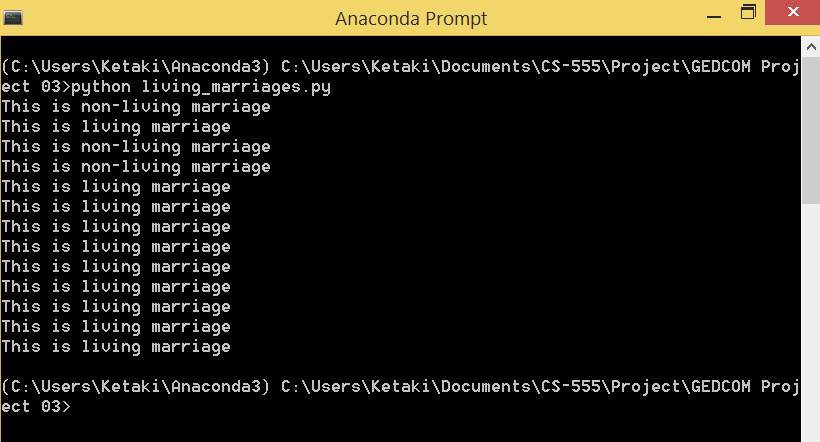 Anaconda Prompt
(C:\Users\Ketaki\Anaconda3) C:\Users\Ketaki\Documents\CS-555\Project\GEDCOM Proj
ect 03>python living_marriages.py
This is non-living marriage
This is living marriage
This is non-living marriage
This is non-living marriage
This is living marriage
This is living marriage
This is living marriage
This is living marriage
This is living marriage
This is living marriage
This is living marriage
This is living marriage
This is living marriage
(C:\Users\Ketaki\Anaconda3) C:\Users\Ketaki\Documents\CS-555\Project\GEDCOM Proj
ect 03>